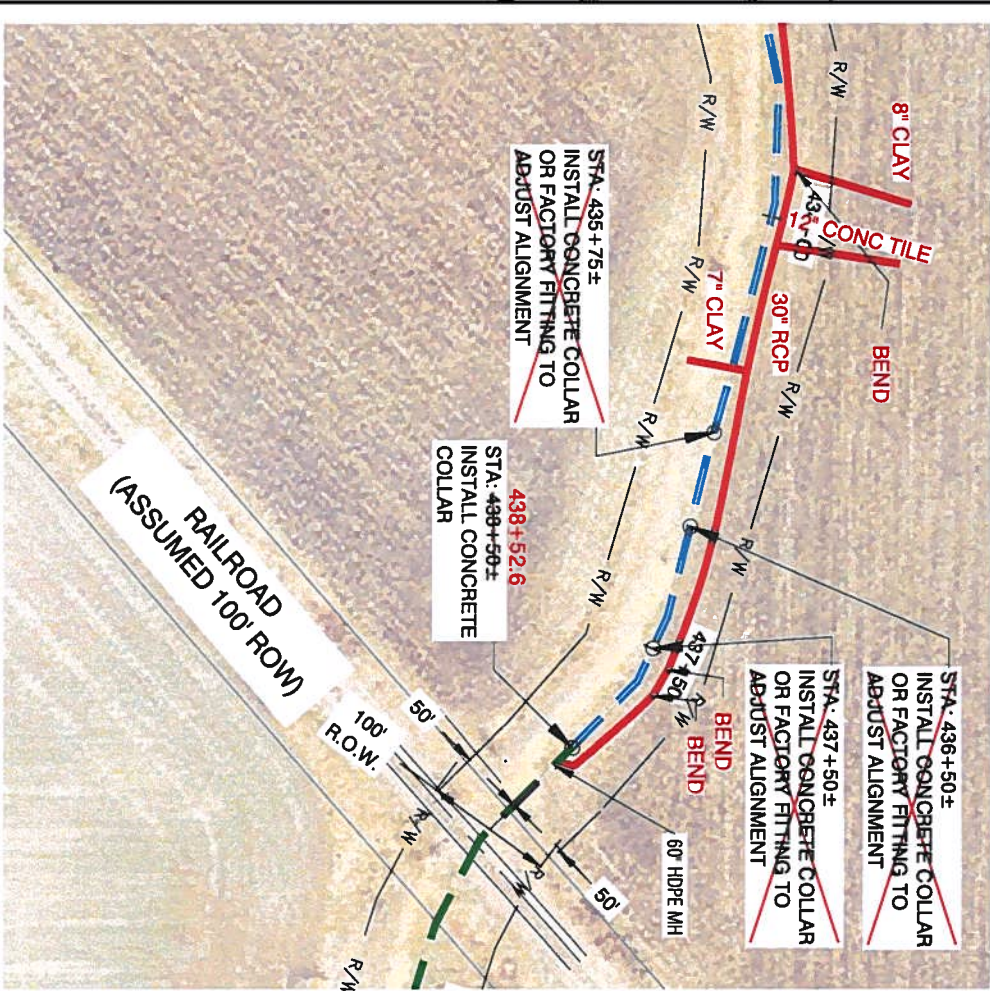 8" CLAY
12" CONC TILE
BEND
R/W
R/W
30" RCP
7" CLAY
R/W
R/W
R/W
R/W
R/W
R/W
R/W
R/W
R/W
R/W
R/W
STA: 435+75±
INSTALL CONCRETE COLLAR
OR FACTORY FITTING TO
ADJUST ALIGNMENT
438+52.6
STA: 438+50±
INSTALL CONCRETE
COLLAR
STA: 436+50±
INSTALL CONCRETE COLLAR
OR FACTORY FITTING TO
ADJUST ALIGNMENT
STA: 437+50±
INSTALL CONCRETE COLLAR
OR FACTORY FITTING TO
ADJUST ALIGNMENT
437+50
BEND
BEND
60" HDPE MH
50'
50'
100'
R.O.W.
RAILROAD
(ASSUMED 100' ROW)